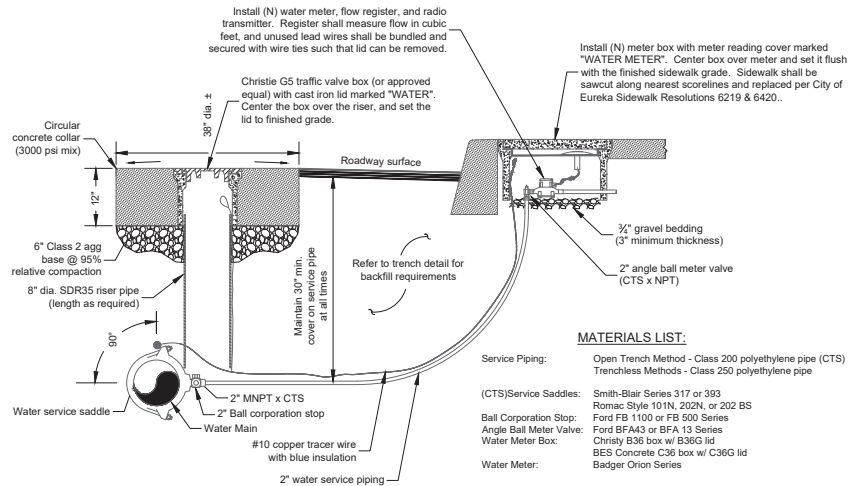 Install (N) water meter, flow register, and radio
transmitter. Register shall measure flow in cubic
feet, and unused lead wires shall be bundled and
secured with wire ties such that lid can be removed.
Install (N) meter box with meter reading cover marked
"WATER METER". Center box over meter and set it flush
with the finished sidewalk grade. Sidewalk shall be
sawcut along nearest scorelines and replaced per City of
Eureka Sidewalk Resolutions 6219 & 6420..
Christie G5 traffic valve box (or approved
equal) with cast iron lid marked "WATER".
Center the box over the riser, and set the
lid to finished grade.
38" dia. ±
Circular
concrete collar
(3000 psi mix)
Roadway surface
12"
6" Class 2 agg
base @ 95%
relative compaction
8" dia. SDR35 riser pipe
(length as required)
Maintain 30" min.
cover on service pipe
at all times
Refer to trench detail for
backfill requirements
¾" gravel bedding
(3" minimum thickness)
2" angle ball meter valve
(CTS x NPT)
90°
Water service saddle
2" MNPT x CTS
2" Ball corporation stop
Water Main
#10 copper tracer wire
with blue insulation
2" water service piping
MATERIALS LIST:
Service Piping: Open Trench Method - Class 200 polyethylene pipe (CTS)
Trenchless Methods - Class 250 polyethylene pipe
(CTS)Service Saddles: Smith-Blair Series 317 or 393
Romac Style 101N, 202N, or 202 BS
Ball Corporation Stop: Ford FB 1100 or FB 500 Series
Angle Ball Meter Valve: Ford BFA43 or BFA 13 Series
Water Meter Box: Christy B36 box w/ B36G lid
BES Concrete C36 box w/ C36G lid
Water Meter: Badger Orion Series